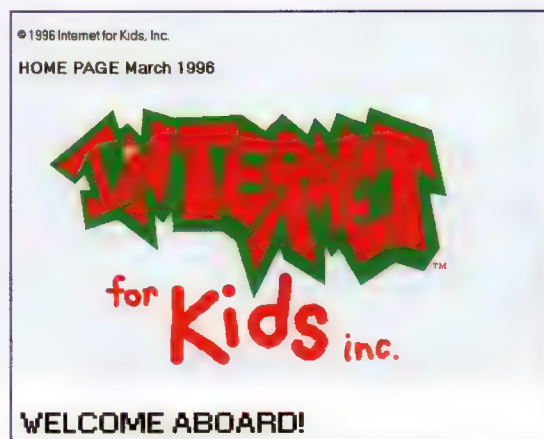 © 1996 Internet for Kids, Inc.
HOME PAGE March 1996
INTERNET
™
for Kids inc.
WELCOME ABOARD!